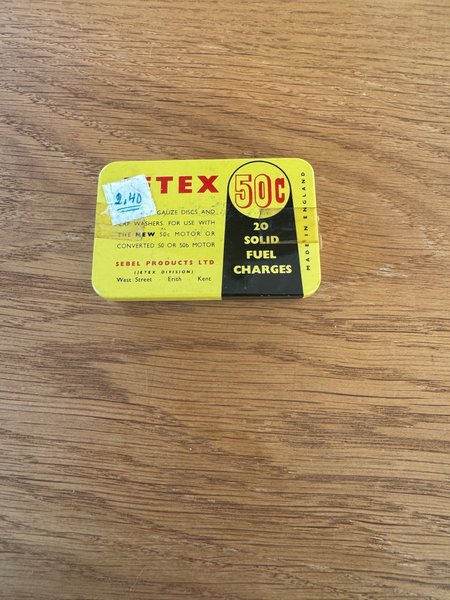 2,40
JETEX
GAUZE DISCS AND
WASHERS. FOR USE WITH
THE NEW 50c MOTOR OR
CONVERTED 50 OR 50b MOTOR
SEBEL PRODUCTS LTD
(JETEX DIVISION)
West Street Erith Kent
50c
20
SOLID
FUEL
CHARGES
MADE IN ENGLAND